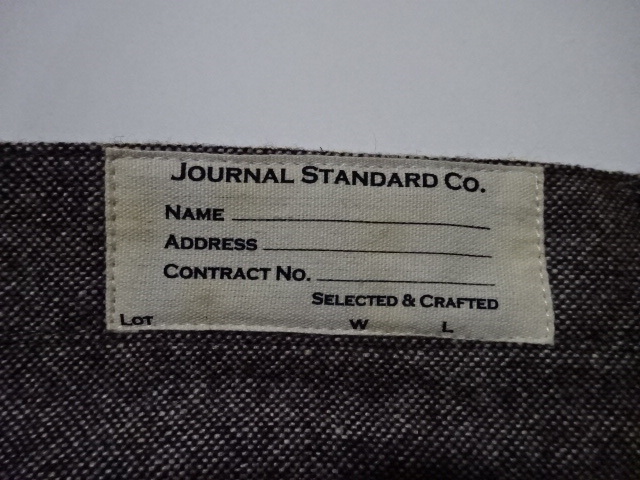 JOURNAL STANDARD CO.
NAME
ADDRESS
CONTRACT NO.
SELECTED & CRAFTED
LOT W L